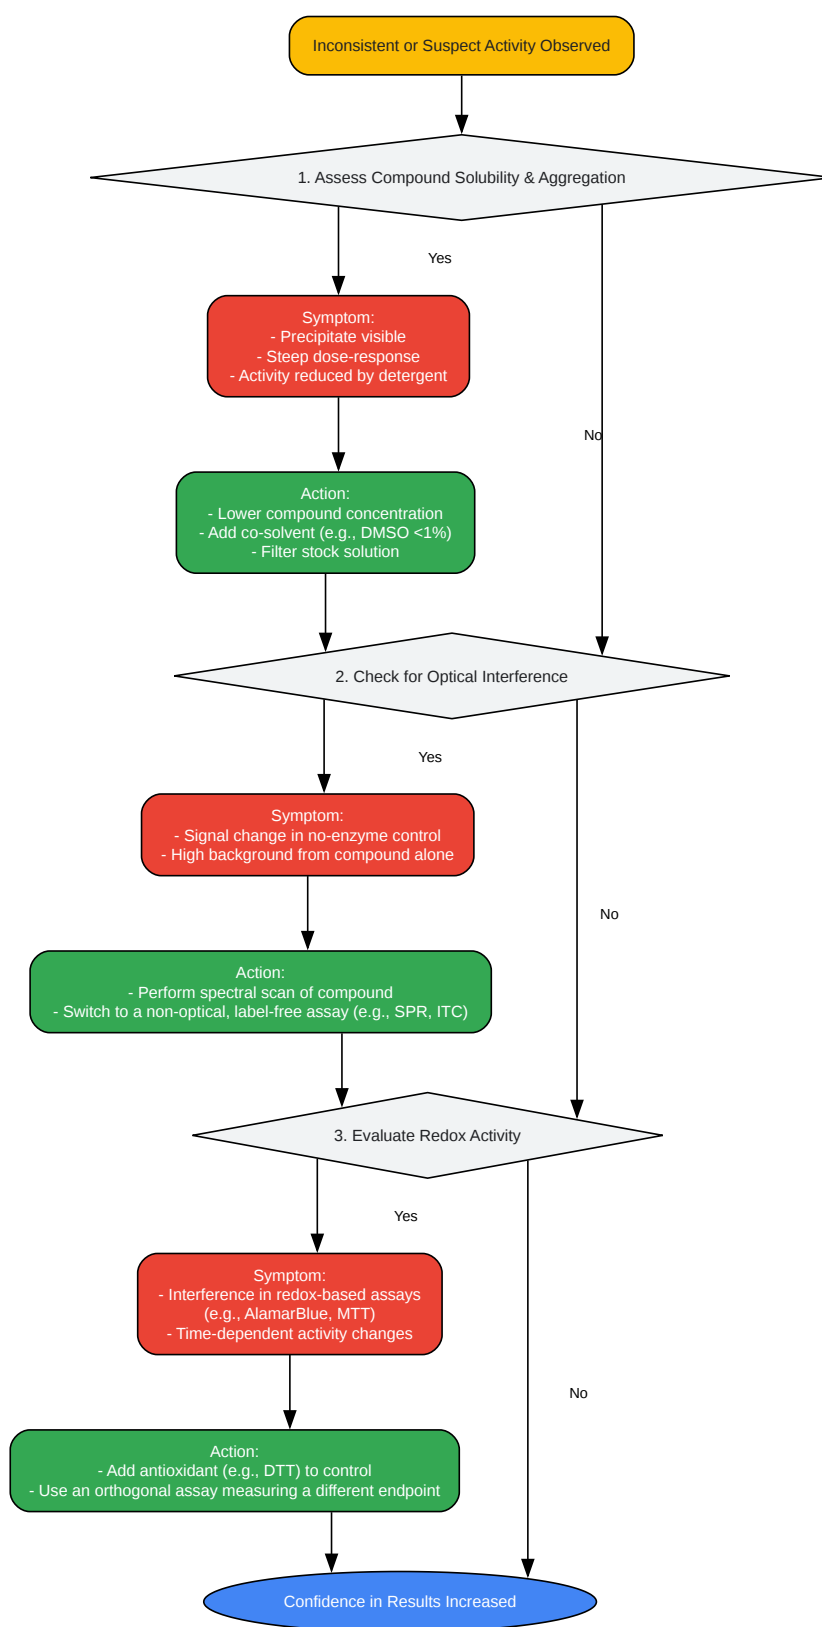 Inconsistent or Suspect Activity Observed
1. Assess Compound Solubility & Aggregation
Yes
Symptom:
- Precipitate visible
- Steep dose-response
- Activity reduced by detergent
No
Action:
- Lower compound concentration
- Add co-solvent (e.g., DMSO <1%)
- Filter stock solution
2. Check for Optical Interference
Yes
Symptom:
- Signal change in no-enzyme control
- High background from compound alone
No
Action:
- Perform spectral scan of compound
- Switch to a non-optical, label-free assay (e.g., SPR, ITC)
3. Evaluate Redox Activity
Yes
Symptom:
- Interference in redox-based assays
(e.g., AlamarBlue, MTT)
- Time-dependent activity changes
No
Action:
- Add antioxidant (e.g., DTT) to control
- Use an orthogonal assay measuring a different endpoint
Confidence in Results Increased